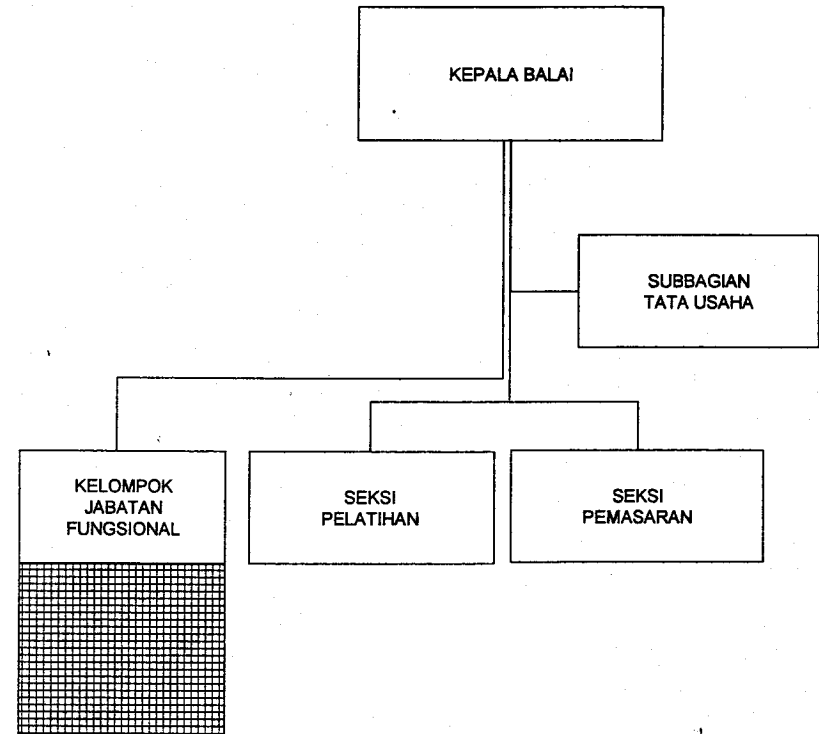 KEPALA BALAI
SUBBAGIAN
TATA USAHA
KELOMPOK
JABATAN
FUNGSIONAL
SEKSI
PELATIHAN
SEKSI
PEMASARAN